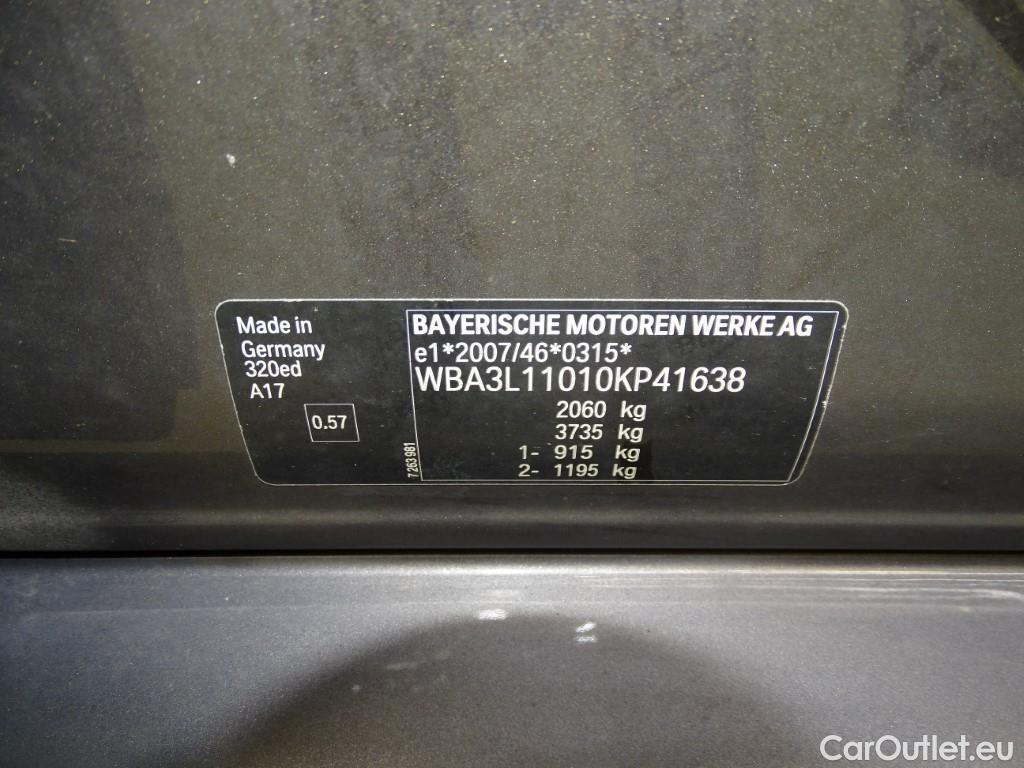 Made in
Germany
320ed
A17
0.57
7 263 981
BAYERISCHE MOTOREN WERKE AG
e1*2007/46*0315*
WBA3L11010KP41638
2060 kg
3735 kg
1- 915 kg
2- 1195 kg
CarOutlet.eu